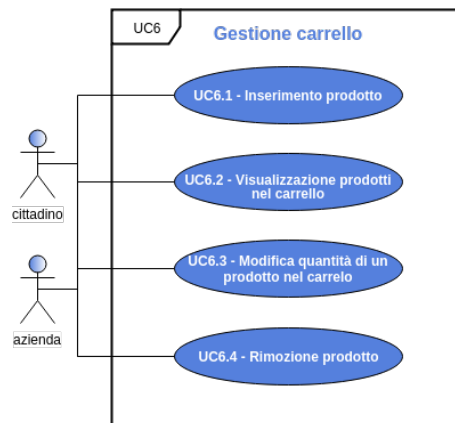 UC6
Gestione carrello
UC6.1 - Inserimento prodotto
UC6.2 - Visualizzazione prodotti
nel carrello
cittadino
UC6.3 - Modifica quantità di un
prodotto nel carrelo
azienda
UC6.4 - Rimozione prodotto